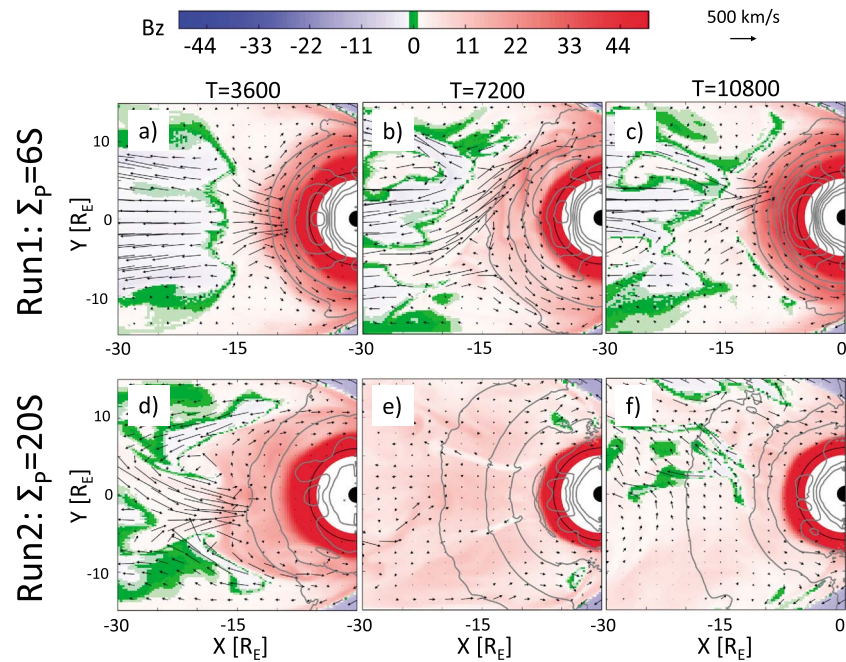 Bz
-44 -33 -22 -11 0 11 22 33 44
500 km/s
T=3600 T=7200 T=10800
Run1: Σp=6S
Y [RE]
10
0
-10
a)
b)
c)
-30 -15 -30 -15 -30 -15 0
Run2: Σp=20S
Y [RE]
10
0
-10
d)
e)
f)
-30 -15 -30 -15 -30 -15 0
X [RE] X [RE] X [RE]